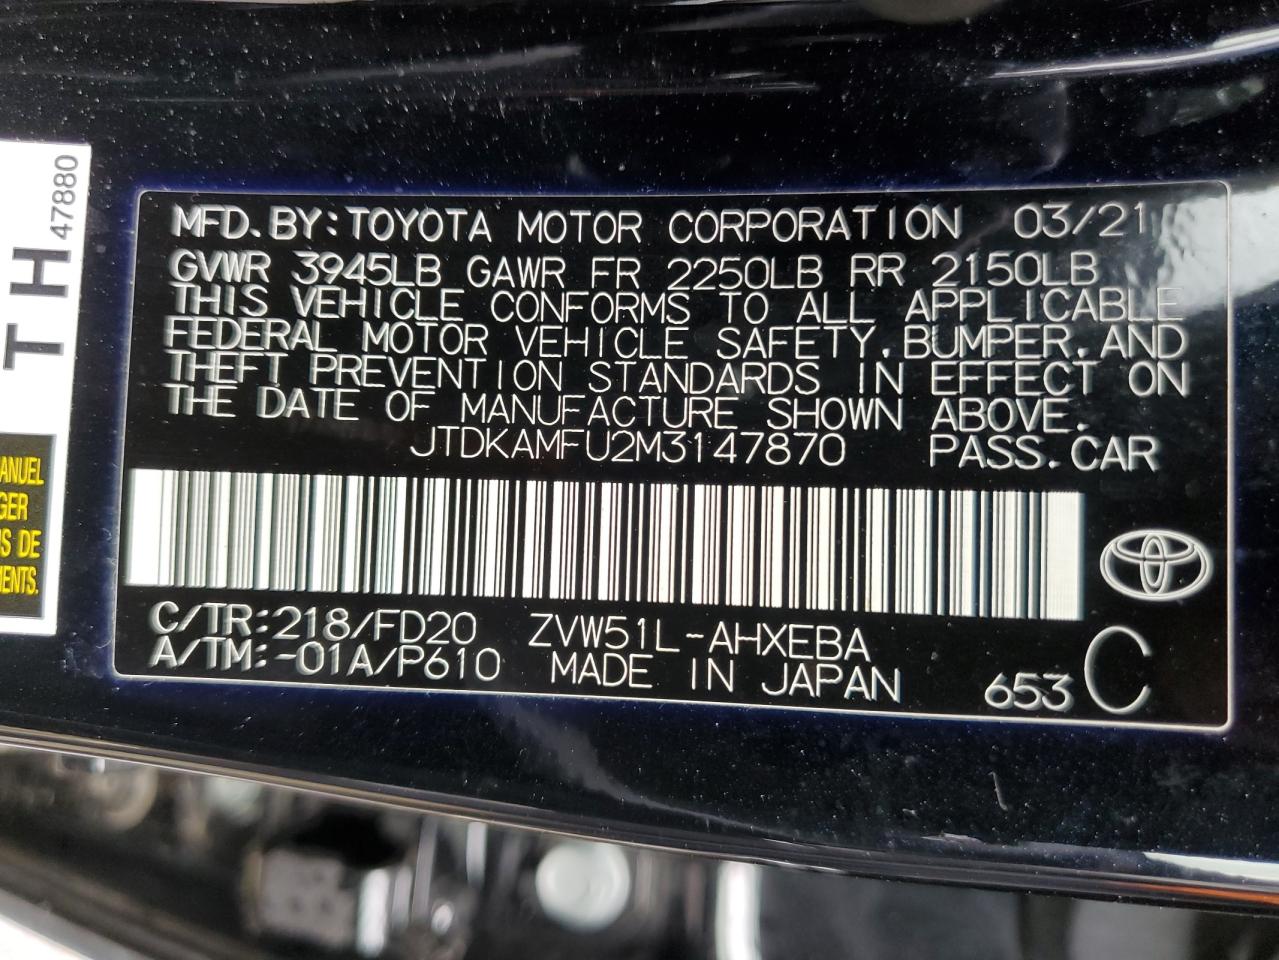 MFD.BY:TOYOTA MOTOR CORPORATION 03/21
GVWR 3945LB GAWR FR 2250LB RR 2150LB
THIS VEHICLE CONFORMS TO ALL APPLICABLE
FEDERAL MOTOR VEHICLE SAFETY,BUMPER,AND
THEFT PREVENTION STANDARDS IN EFFECT ON
THE DATE OF MANUFACTURE SHOWN ABOVE.
JTDKAMFU2M3147870 PASS.CAR
C/TR:218/FD20 ZVW51L-AHXEBA
A/TM:-01A/P610 MADE IN JAPAN 653 C
TH
47880
ANUEL
GER
S DE
ENTS.